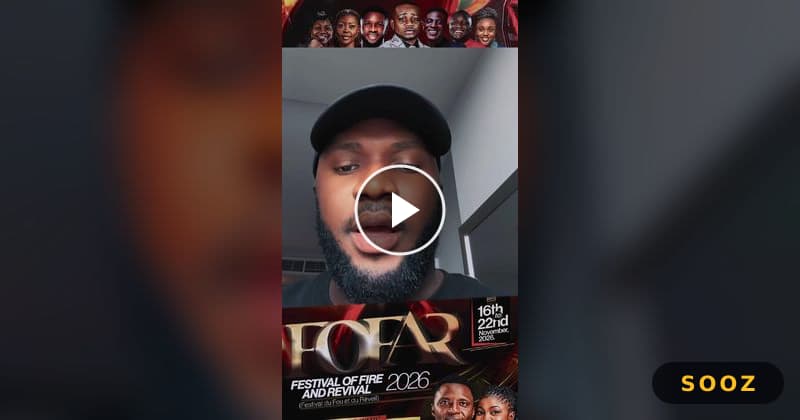 FOFAR
16th
22nd
November,
2026.
FESTIVAL OF FIRE
AND REVIVAL
2026
(Festival du Feu et du Réveil)
SOOZ